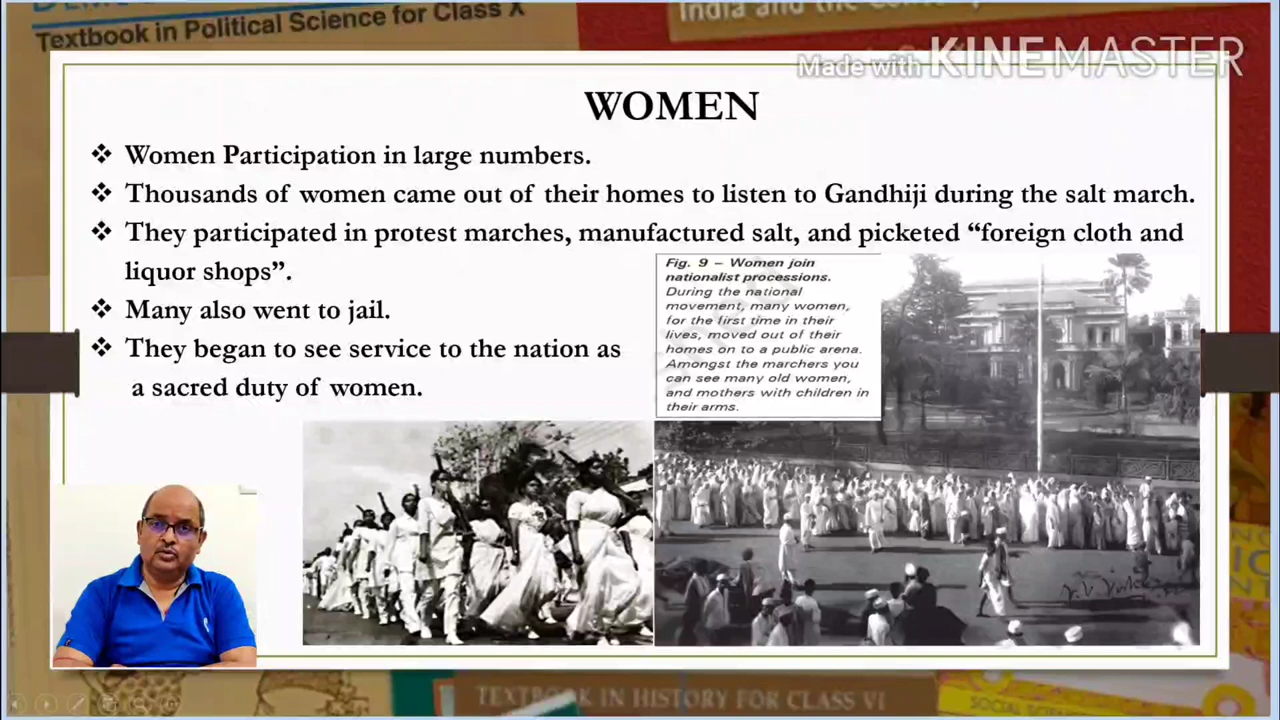 Textbook in Political Science for Class X
India and the
Made with KINEMASTER
WOMEN
❖ Women Participation in large numbers.
❖ Thousands of women came out of their homes to listen to Gandhiji during the salt march.
❖ They participated in protest marches, manufactured salt, and picketed “foreign cloth and
liquor shops”.
❖ Many also went to jail.
❖ They began to see service to the nation as
a sacred duty of women.
Fig. 9 – Women join
nationalist processions.
During the national
movement, many women,
for the first time in their
lives, moved out of their
homes on to a public arena.
Amongst the marchers you
can see many old women,
and mothers with children in
their arms.
TEXTBOOK IN HISTORY FOR CLASS VI
SOCIAL